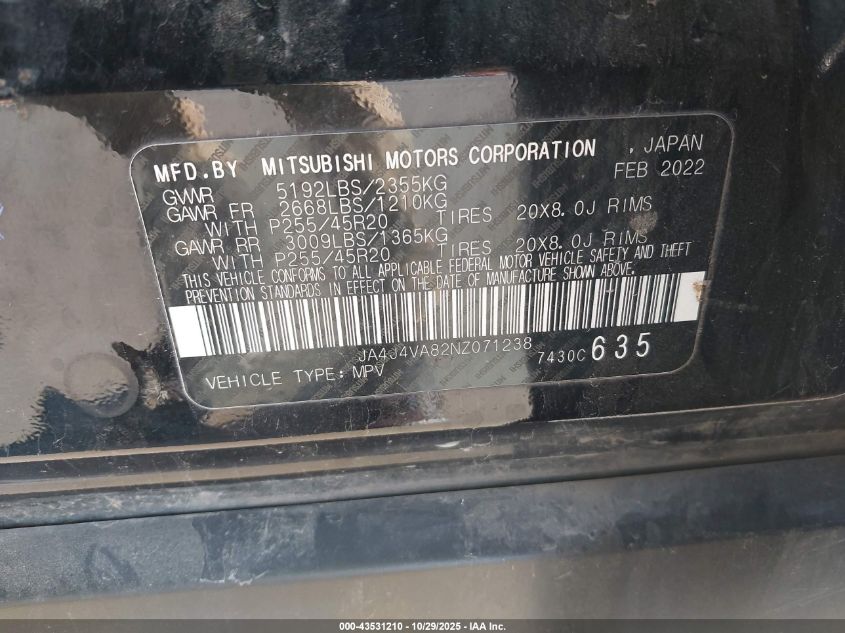 MFD.BY MITSUBISHI MOTORS CORPORATION , JAPAN
GVWR 5192LBS/2355KG FEB 2022
GAWR FR 2668LBS/1210KG
WITH P255/45R20 TIRES 20X8.0J RIMS
GAWR RR 3009LBS/1365KG
WITH P255/45R20 TIRES 20X8.0J RIMS
THIS VEHICLE CONFORMS TO ALL APPLICABLE FEDERAL MOTOR VEHICLE SAFETY AND THEFT
PREVENTION STANDARDS IN EFFECT ON THE DATE OF MANUFACTURE SHOWN ABOVE.
JA4J4VA82NZ071238 7430C 635
VEHICLE TYPE: MPV
000-43531210 | 10/29/2025 - IAA Inc.